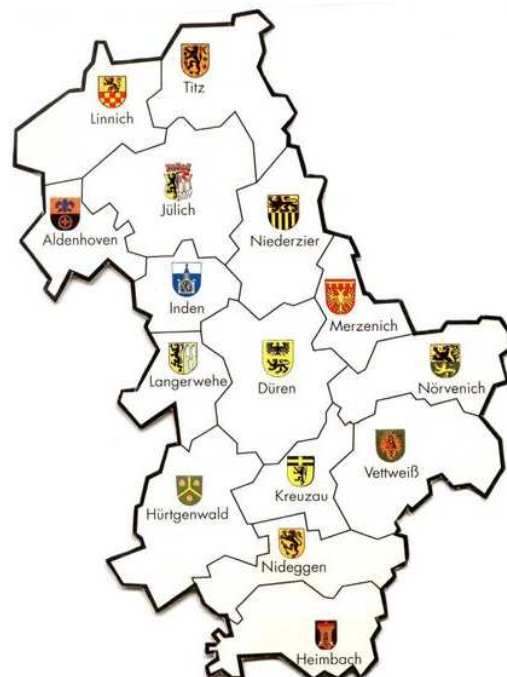 Titz
Linnich
Jülich
Aldenhoven
Niederzier
Inden
Merzenich
Langerwehe
Düren
Nörvenich
Vettweiß
Kreuzau
Hürtgenwald
Nideggen
Heimbach